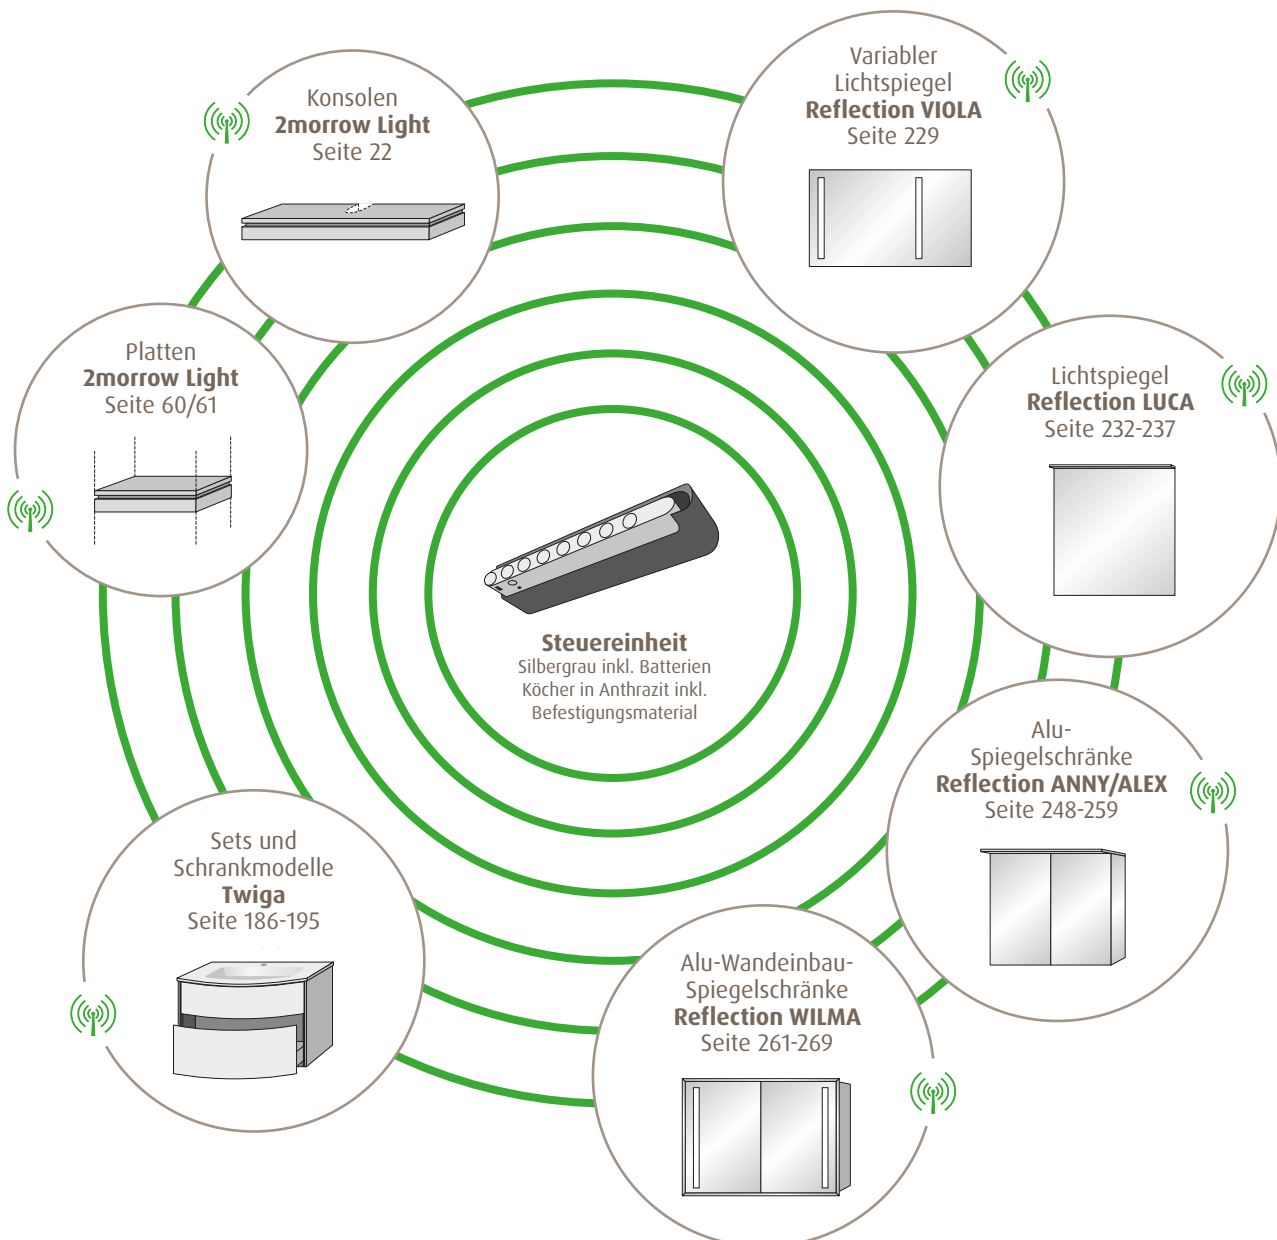 Konsolen
2morrow Light
Seite 22
Variabler
Lichtspiegel
Reflection VIOLA
Seite 229
Platten
2morrow Light
Seite 60/61
Lichtspiegel
Reflection LUCA
Seite 232-237
Steuereinheit
Silbergrau inkl. Batterien
Köcher in Anthrazit inkl.
Befestigungsmaterial
Alu-
Spiegelschränke
Reflection ANNY/ALEX
Seite 248-259
Sets und
Schrankmodelle
Twiga
Seite 186-195
Alu-Wandeinbau-
Spiegelschränke
Reflection WILMA
Seite 261-269